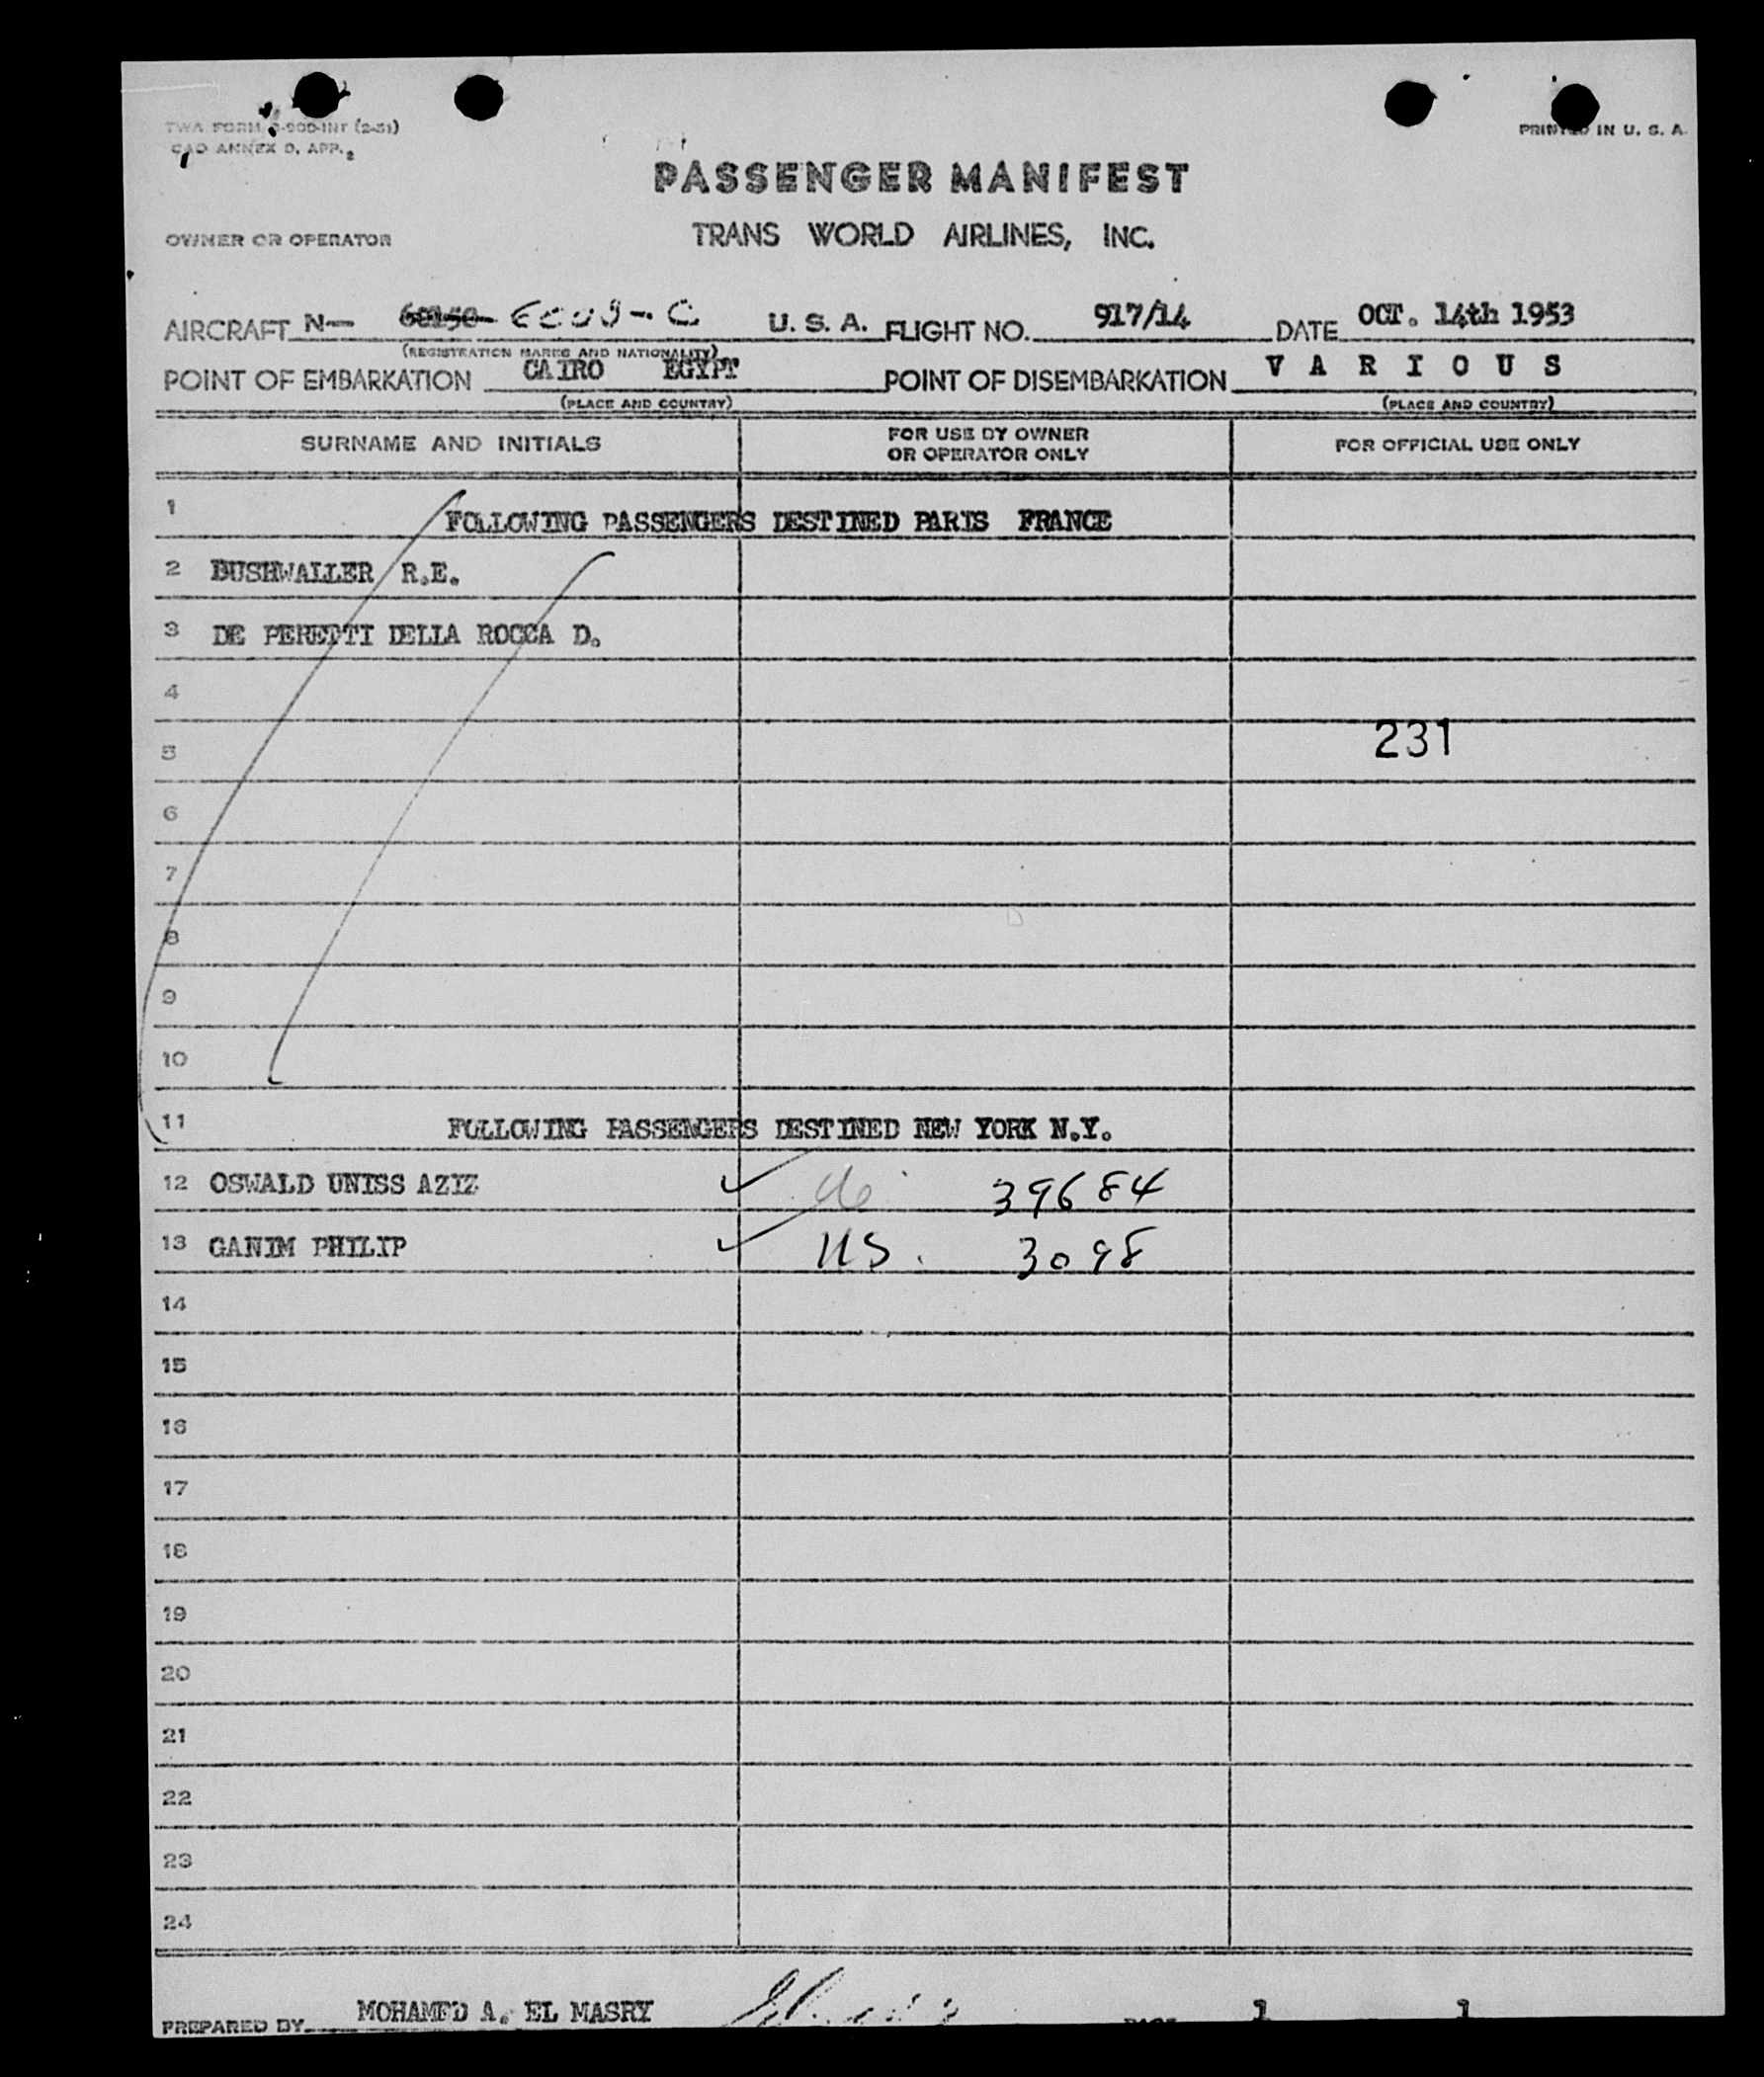 TWA FORM
CAO ANNEX D, APP. 2
PRINTED IN U. S. A.
PASSENGER MANIFEST
OWNER OR OPERATOR TRANS WORLD AIRLINES, INC.
AIRCRAFT N- U. S. A. FLIGHT NO. 917/14 DATE OCT. 14th 1953
(REGISTRATION MARKS AND NATIONALITY)
POINT OF EMBARKATION CAIRO EGYPT POINT OF DISEMBARKATION V A R I O U S
(PLACE AND COUNTRY) (PLACE AND COUNTRY)
SURNAME AND INITIALS FOR USE BY OWNER OR OPERATOR ONLY FOR OFFICIAL USE ONLY
1 FOLLOWING PASSENGERS DESTINED PARIS FRANCE
2 BUSHWALLER R.E.
3 DE PERETTI DELLA ROCCA D.
4
5 231
6
7
8
9
10
11 FOLLOWING PASSENGERS DESTINED NEW YORK N.Y.
12 OSWALD UNISS AZIZ 39684
13 GANIM PHILIP US. 3098
14
15
16
17
18
19
20
21
22
23
24
PREPARED BY MOHAMED A. EL MASRY PAGE 1 1